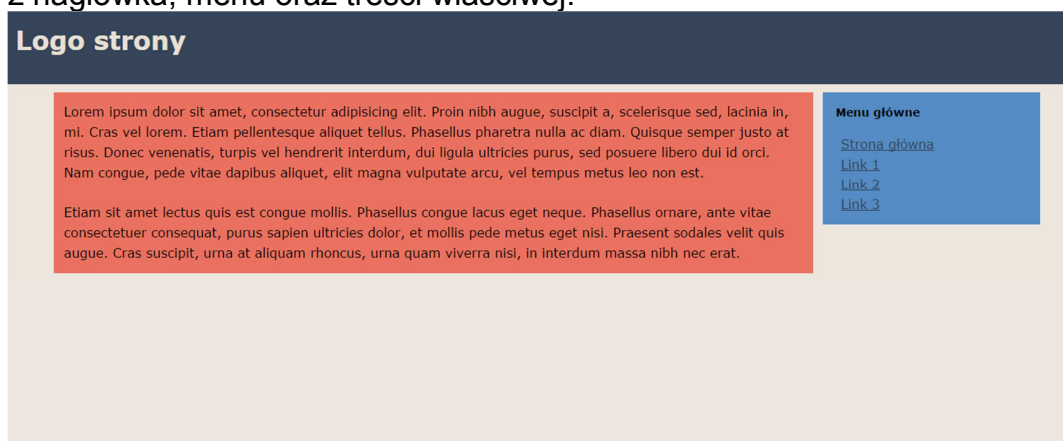 z nagłówka, menu oraz treści właściwej.
Logo strony
Lorem ipsum dolor sit amet, consectetur adipisicing elit. Proin nibh augue, suscipit a, scelerisque sed, lacinia in,
mi. Cras vel lorem. Etiam pellentesque aliquet tellus. Phasellus pharetra nulla ac diam. Quisque semper justo at
risus. Donec venenatis, turpis vel hendrerit interdum, dui ligula ultricies purus, sed posuere libero dui id orci.
Nam congue, pede vitae dapibus aliquet, elit magna vulputate arcu, vel tempus metus leo non est.
Etiam sit amet lectus quis est congue mollis. Phasellus congue lacus eget neque. Phasellus ornare, ante vitae
consectetuer consequat, purus sapien ultricies dolor, et mollis pede metus eget nisi. Praesent sodales velit quis
augue. Cras suscipit, urna at aliquam rhoncus, urna quam viverra nisi, in interdum massa nibh nec erat.
Menu główne
Strona główna
Link 1
Link 2
Link 3